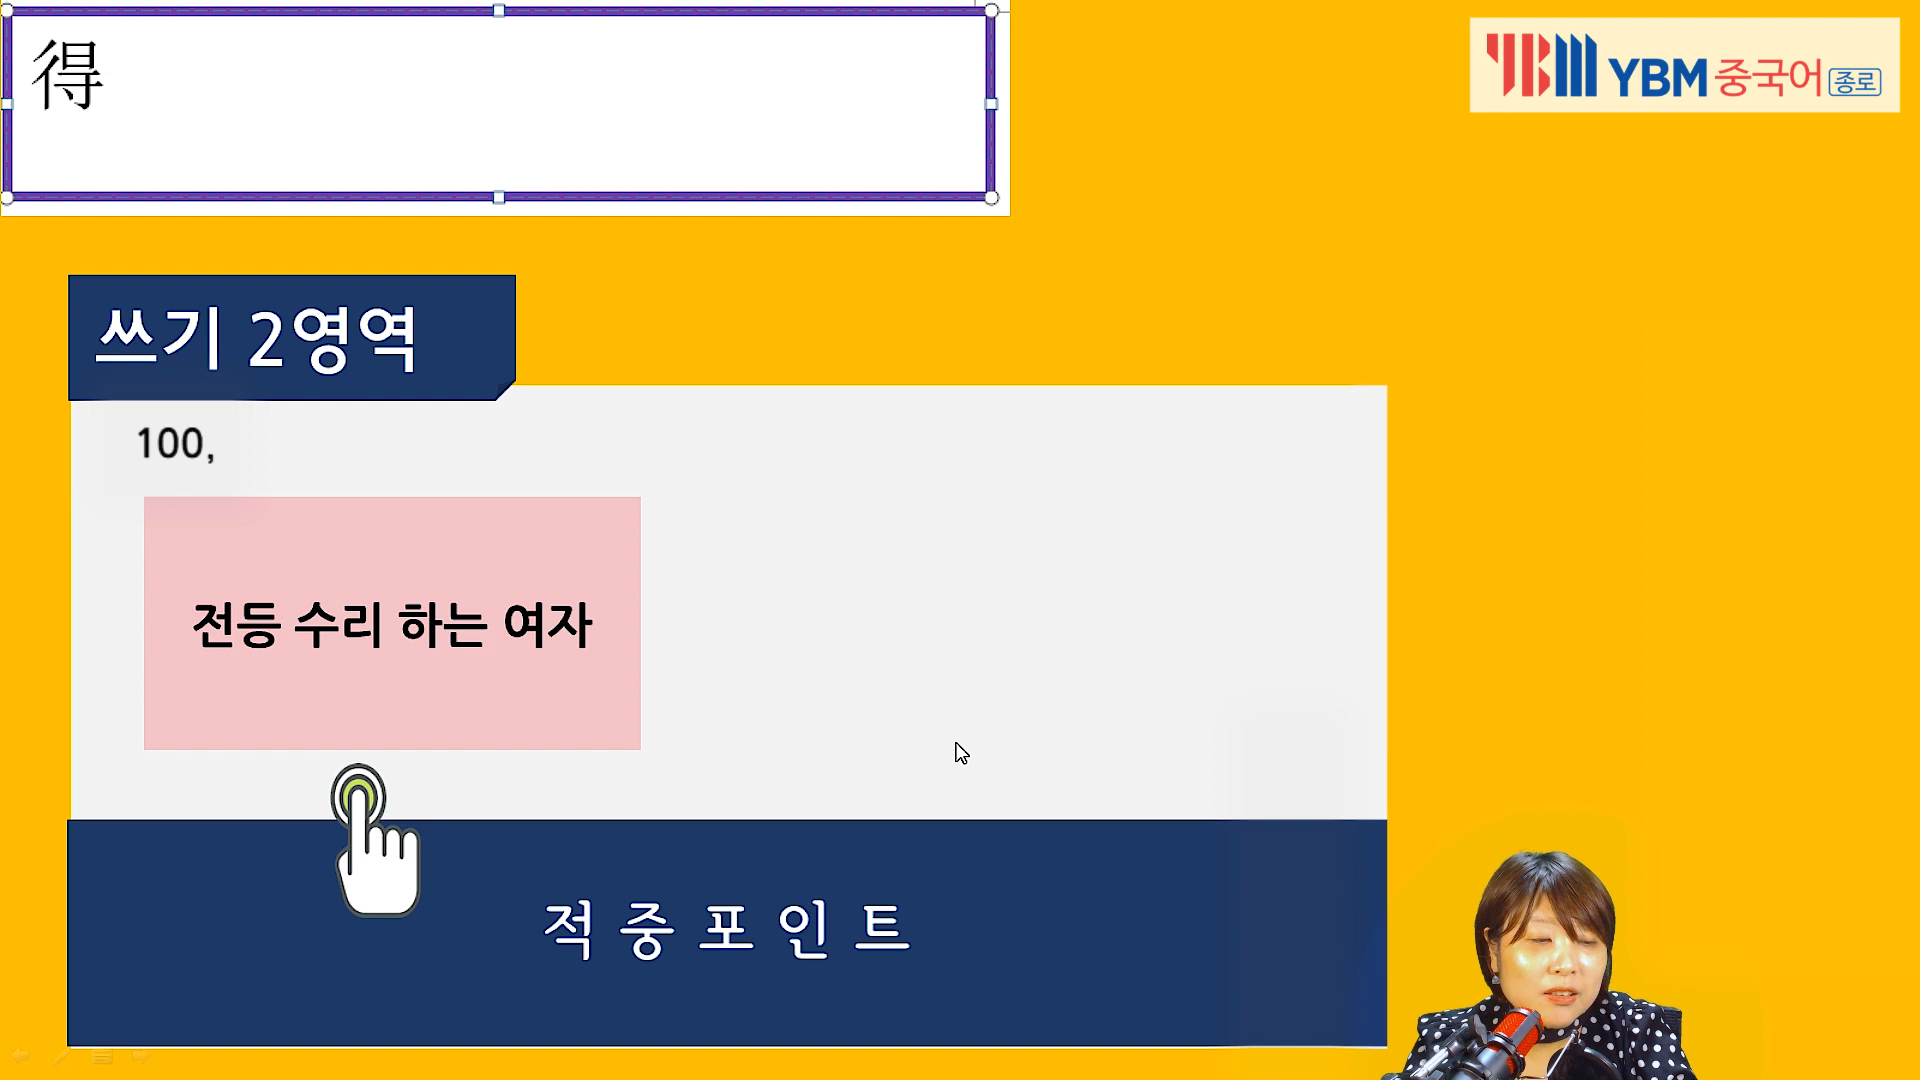 得
YBM 중국어 종로
쓰기 2영역
100,
전등 수리 하는 여자
적중포인트